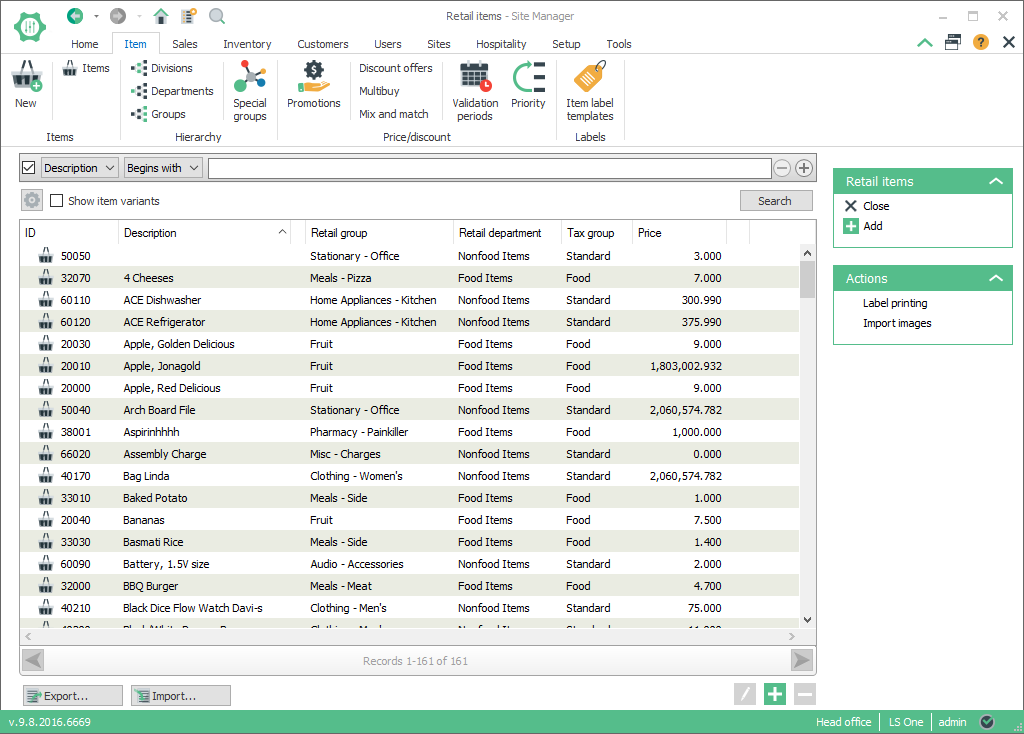 Retail items - Site Manager
Home Item Sales Inventory Customers Users Sites Hospitality Setup Tools
New
Items
Items
Divisions
Departments
Groups
Special groups
Hierarchy
Promotions
Discount offers
Multibuy
Mix and match
Validation periods
Priority
Price/discount
Item label templates
Labels
Description Begins with
Show item variants Search
ID Description Retail group Retail department Tax group Price
50050 Stationary - Office Nonfood Items Standard 3.000
32070 4 Cheeses Meals - Pizza Food Items Food 7.000
60110 ACE Dishwasher Home Appliances - Kitchen Nonfood Items Standard 300.990
60120 ACE Refrigerator Home Appliances - Kitchen Nonfood Items Standard 375.990
20030 Apple, Golden Delicious Fruit Food Items Food 9.000
20010 Apple, Jonagold Fruit Food Items Food 1,803,002.932
20000 Apple, Red Delicious Fruit Food Items Food 9.000
50040 Arch Board File Stationary - Office Nonfood Items Standard 2,060,574.782
38001 Aspirinhhhh Pharmacy - Painkiller Food Items Food 1,000.000
66020 Assembly Charge Misc - Charges Nonfood Items Standard 0.000
40170 Bag Linda Clothing - Women's Nonfood Items Standard 2,060,574.782
33010 Baked Potato Meals - Side Food Items Food 1.000
20040 Bananas Fruit Food Items Food 7.500
33030 Basmati Rice Meals - Side Food Items Food 1.400
60090 Battery, 1.5V size Audio - Accessories Nonfood Items Standard 2.000
32000 BBQ Burger Meals - Meat Food Items Food 4.700
40210 Black Dice Flow Watch Davi-s Clothing - Men's Nonfood Items Standard 75.000
Records 1-161 of 161
Export... Import...
Retail items
Close
Add
Actions
Label printing
Import images
v.9.8.2016.6669 Head office LS One admin